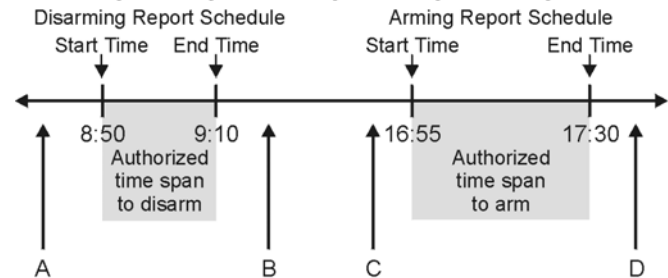 Disarming Report Schedule
Arming Report Schedule
Start Time
End Time
Start Time
End Time
8:50
9:10
16:55
17:30
Authorized
time span
to disarm
Authorized
time span
to arm
A
B
C
D